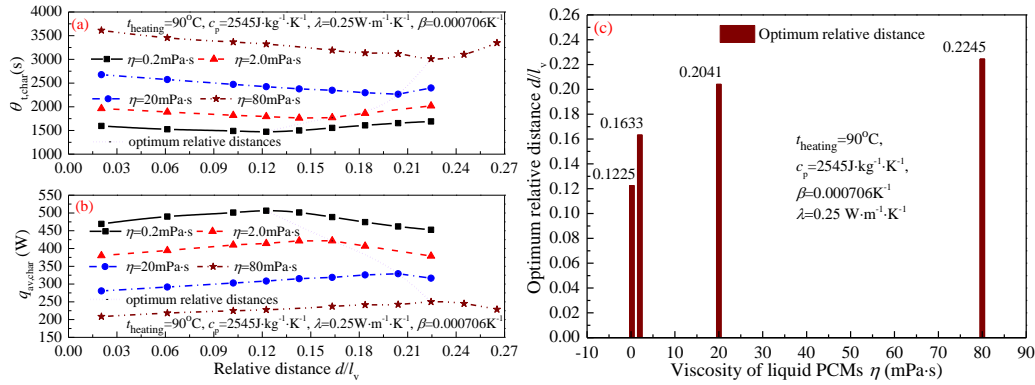 (a)
t_heating=90°C, c_p=2545J·kg⁻¹·K⁻¹, λ=0.25W·m⁻¹·K⁻¹, β=0.000706K⁻¹
θ_t,char(s)
4000
3500
3000
2500
2000
1500
1000
η=0.2mPa·s
η=2.0mPa·s
η=20mPa·s
η=80mPa·s
optimum relative distances
0.00 0.03 0.06 0.09 0.12 0.15 0.18 0.21 0.24 0.27
(b)
q_av,char (W)
550
500
450
400
350
300
250
200
150
η=0.2mPa·s
η=2.0mPa·s
η=20mPa·s
η=80mPa·s
optimum relative distances
t_heating=90°C, c_p=2545J·kg⁻¹·K⁻¹, λ=0.25W·m⁻¹·K⁻¹, β=0.000706K⁻¹
0.00 0.03 0.06 0.09 0.12 0.15 0.18 0.21 0.24 0.27
Relative distance d/l_v
(c)
Optimum relative distance
Optimum relative distance d/l_v
0.26
0.24
0.22
0.20
0.18
0.16
0.14
0.12
0.10
0.08
0.06
0.04
0.02
0.00
0.1225
0.1633
0.2041
0.2245
t_heating=90°C,
c_p=2545J·kg⁻¹·K⁻¹,
β=0.000706K⁻¹
λ=0.25 W·m⁻¹·K⁻¹
-10 0 10 20 30 40 50 60 70 80 90
Viscosity of liquid PCMs η (mPa·s)